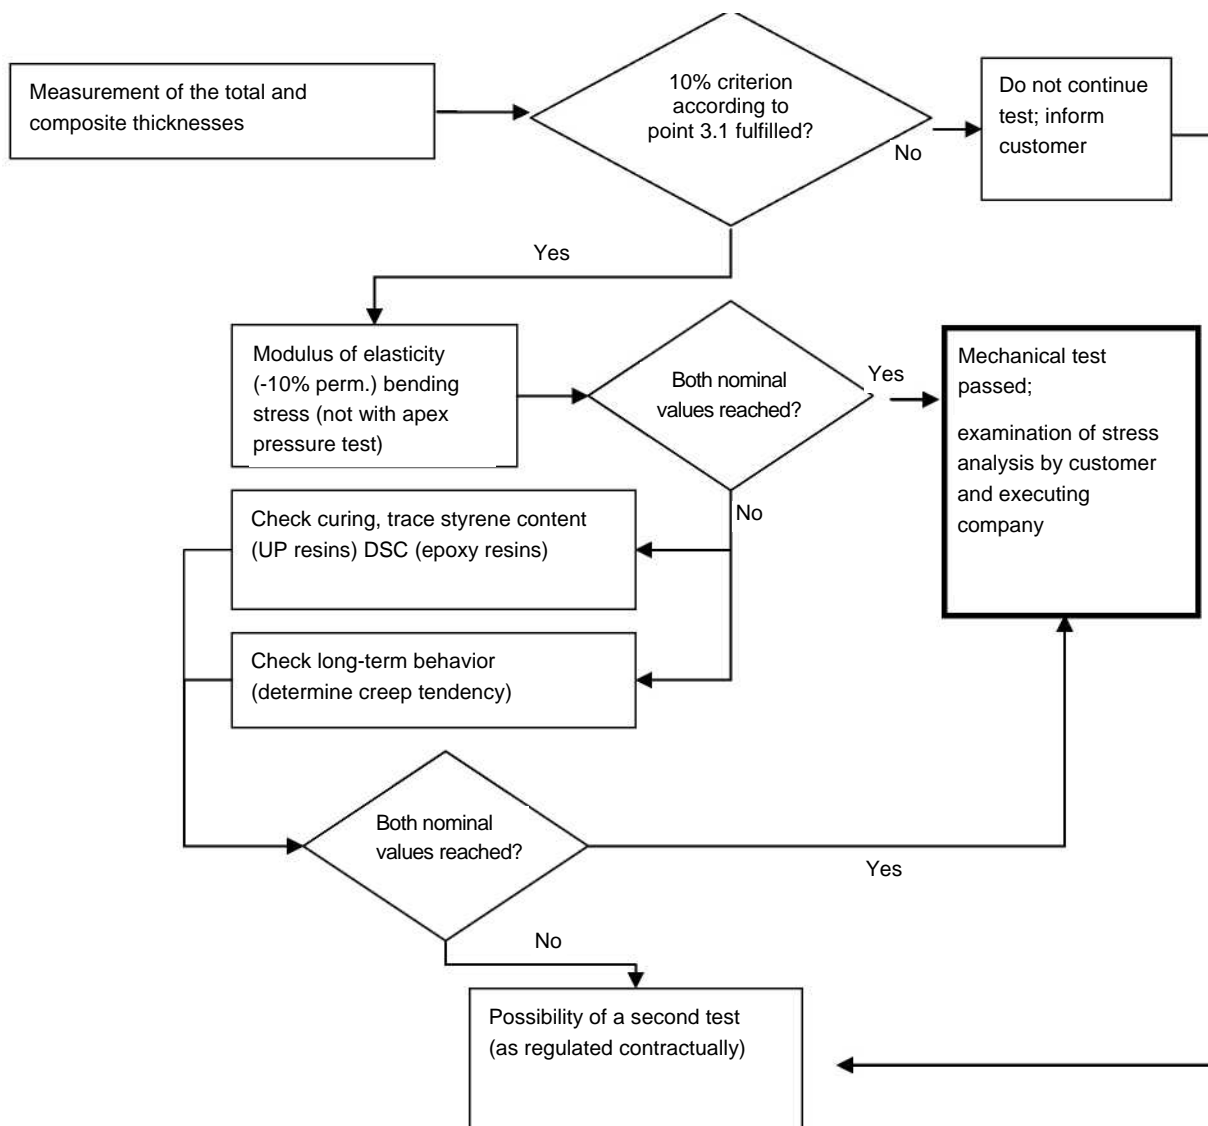 Measurement of the total and
composite thicknesses
10% criterion
according to
point 3.1 fulfilled?
No
Do not continue
test; inform
customer
Yes
Modulus of elasticity
(-10% perm.) bending
stress (not with apex
pressure test)
Both nominal
values reached?
Yes
Mechanical test
passed;
examination of stress
analysis by customer
and executing
company
No
Check curing, trace styrene content
(UP resins) DSC (epoxy resins)
Check long-term behavior
(determine creep tendency)
Both nominal
values reached?
Yes
No
Possibility of a second test
(as regulated contractually)